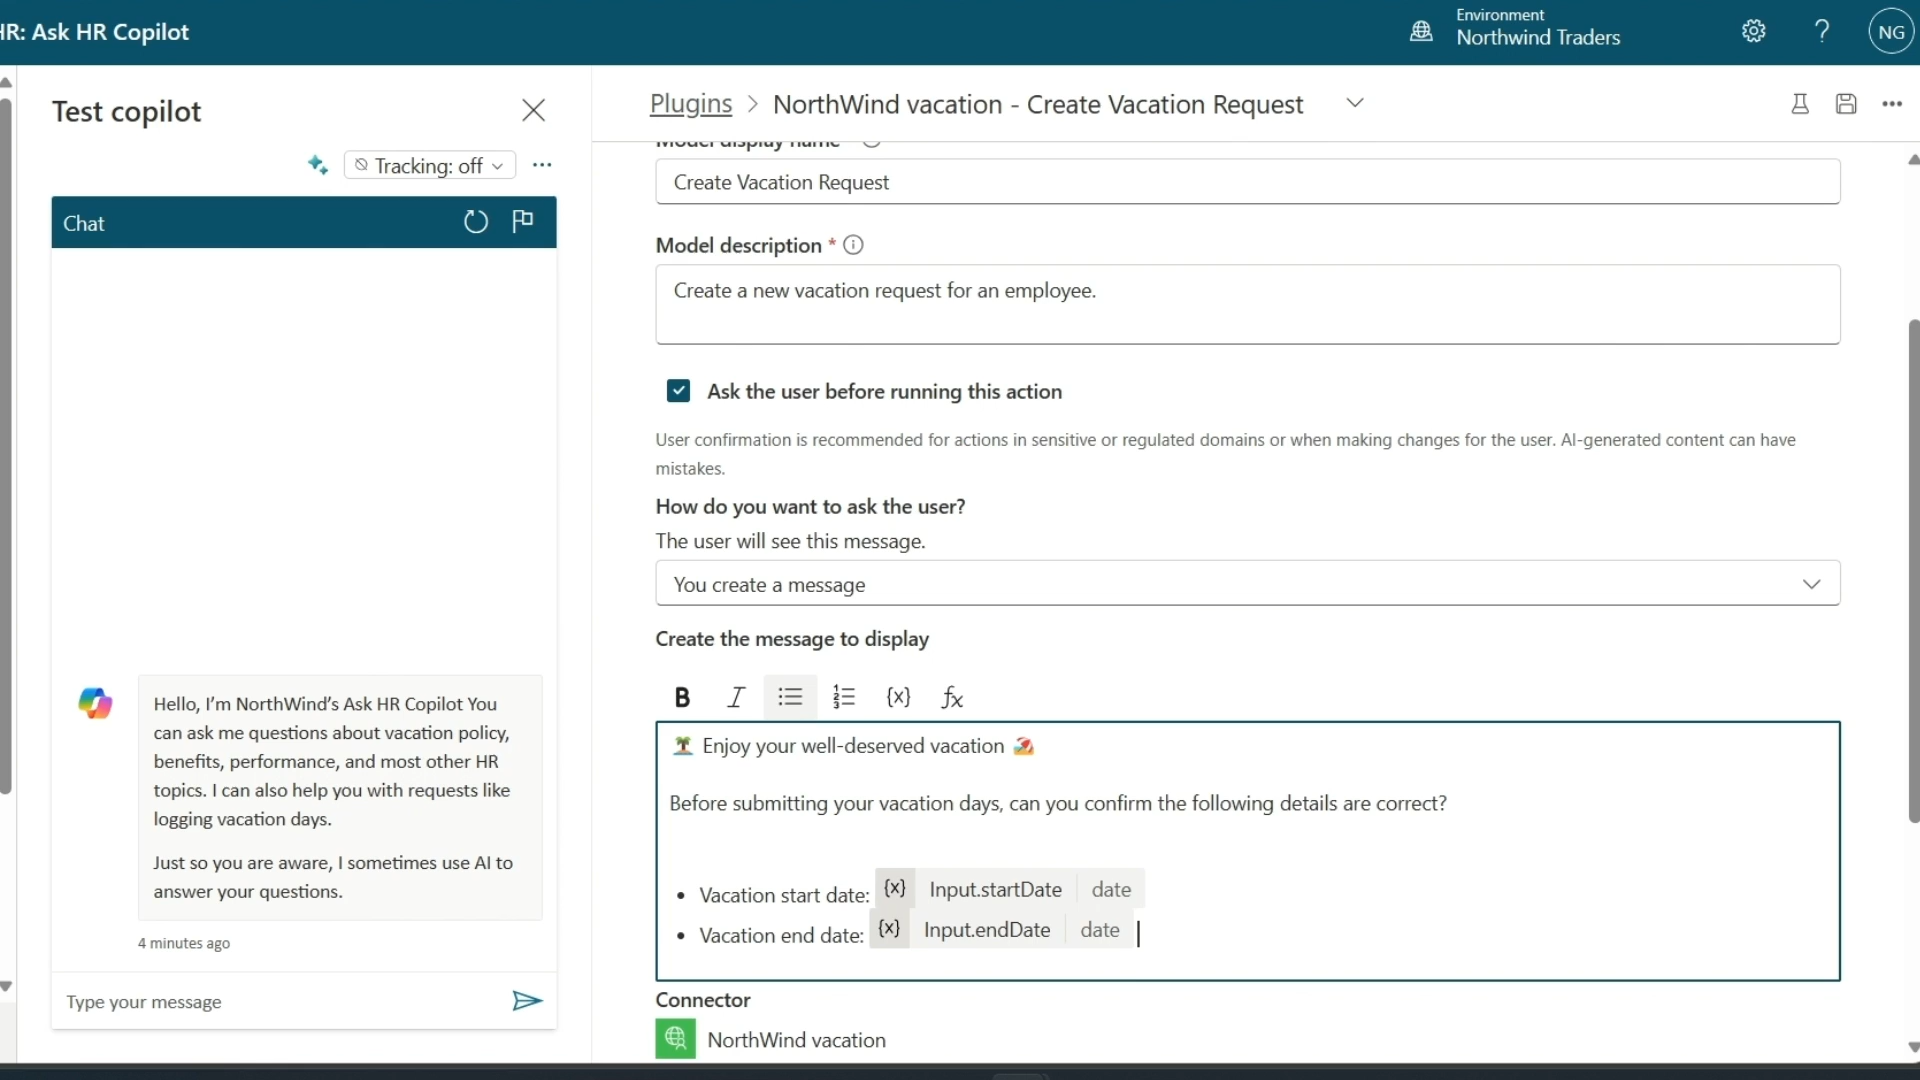 HR: Ask HR Copilot
Environment
Northwind Traders
NG
Test copilot
Tracking: off
Chat
Hello, I'm NorthWind's Ask HR Copilot You
can ask me questions about vacation policy,
benefits, performance, and most other HR
topics. I can also help you with requests like
logging vacation days.
Just so you are aware, I sometimes use AI to
answer your questions.
4 minutes ago
Type your message
Plugins > NorthWind vacation - Create Vacation Request
Model display name
Create Vacation Request
Model description *
Create a new vacation request for an employee.
Ask the user before running this action
User confirmation is recommended for actions in sensitive or regulated domains or when making changes for the user. AI-generated content can have
mistakes.
How do you want to ask the user?
The user will see this message.
You create a message
Create the message to display
B I {x} fx
🏝️ Enjoy your well-deserved vacation 🏖️
Before submitting your vacation days, can you confirm the following details are correct?
• Vacation start date: {x} Input.startDate date
• Vacation end date: {x} Input.endDate date
Connector
NorthWind vacation